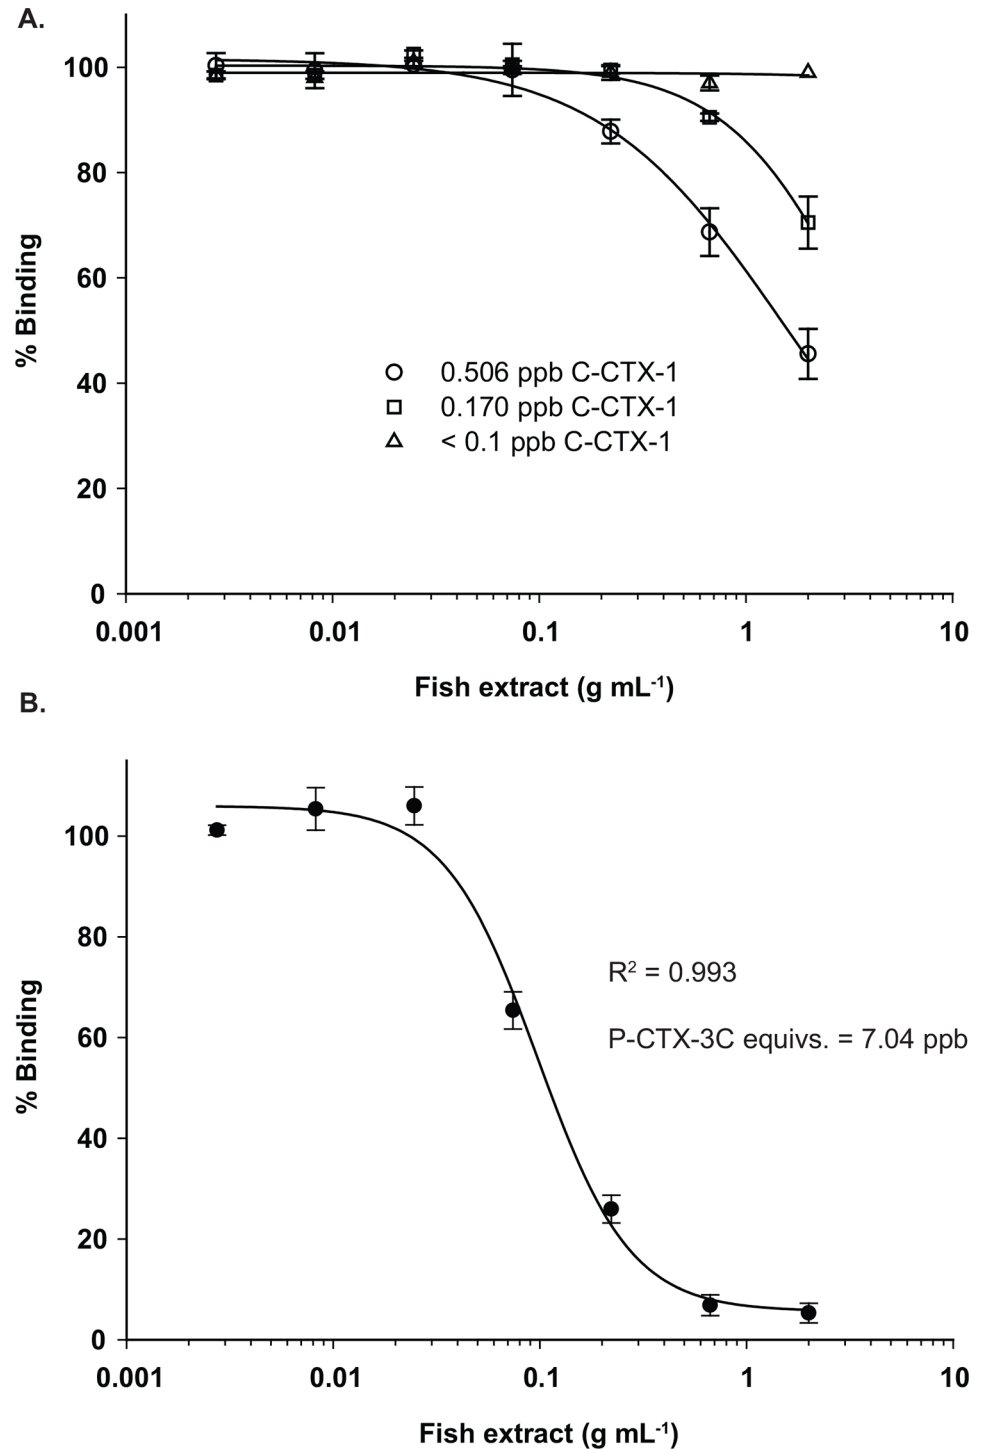 A.
100
80
60
40
20
0
% Binding
0.506 ppb C-CTX-1
0.170 ppb C-CTX-1
< 0.1 ppb C-CTX-1
0.001 0.01 0.1 1 10
Fish extract (g mL⁻¹)
B.
100
80
60
40
20
0
% Binding
R² = 0.993
P-CTX-3C equivs. = 7.04 ppb
0.001 0.01 0.1 1 10
Fish extract (g mL⁻¹)